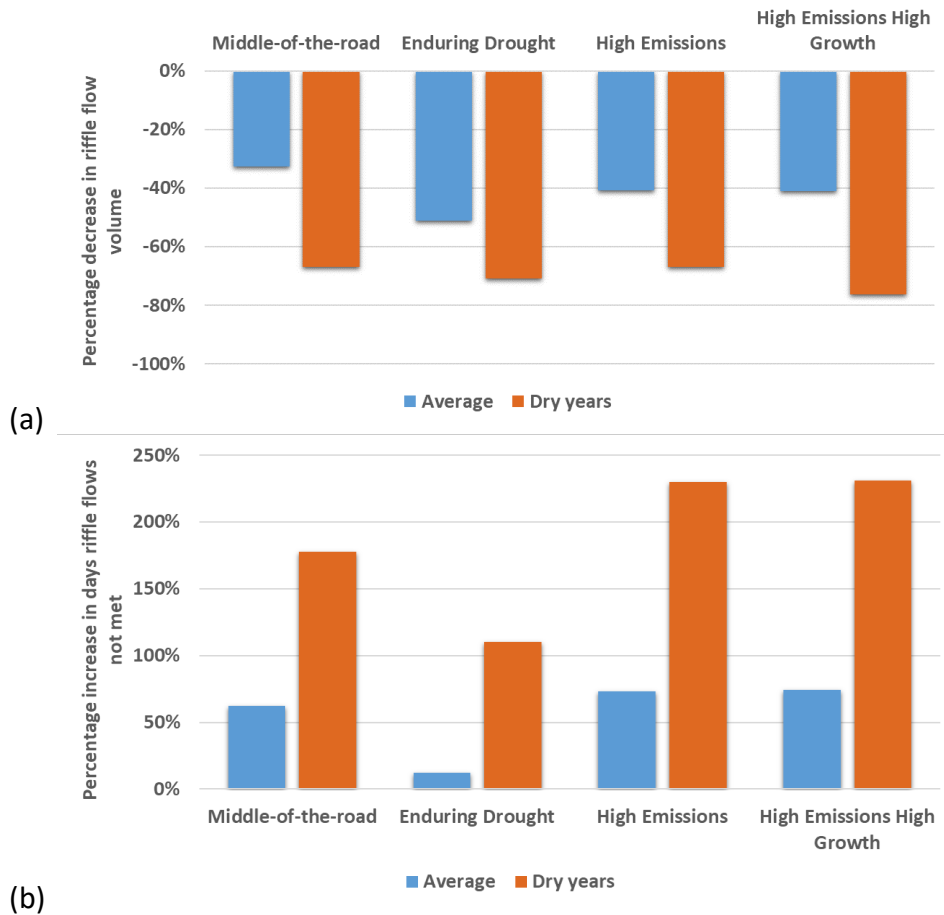 High Emissions High
Growth
Middle-of-the-road Enduring Drought High Emissions
Percentage decrease in riffle flow
volume
0%
-20%
-40%
-60%
-80%
-100%
Average Dry years
(a)
Percentage increase in days riffle flows
not met
250%
200%
150%
100%
50%
0%
Middle-of-the-road Enduring Drought High Emissions High Emissions High
Growth
Average Dry years
(b)